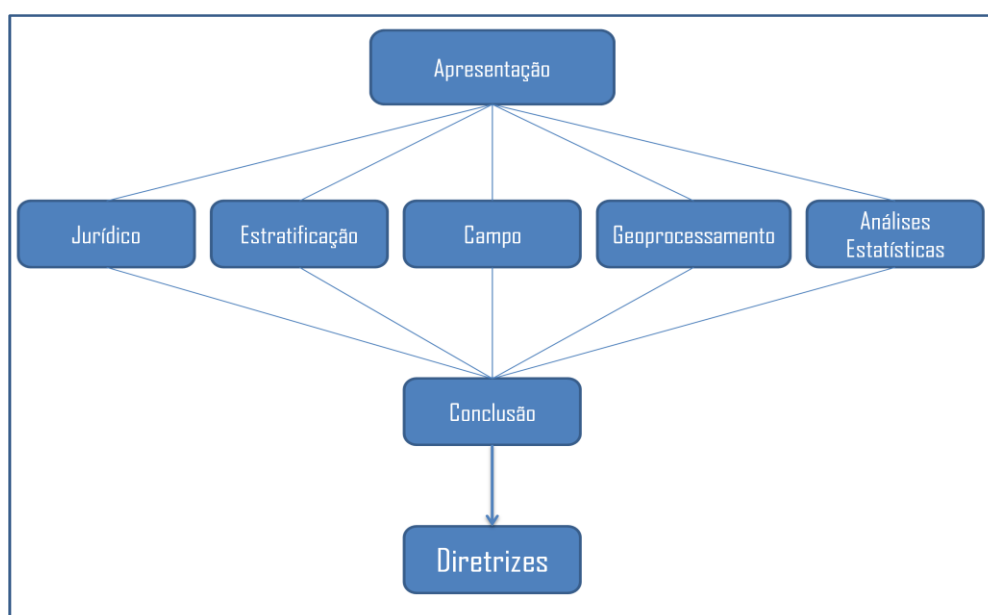 Apresentação
Jurídico
Estratificação
Campo
Geoprocessamento
Análises
Estatísticas
Conclusão
Diretrizes